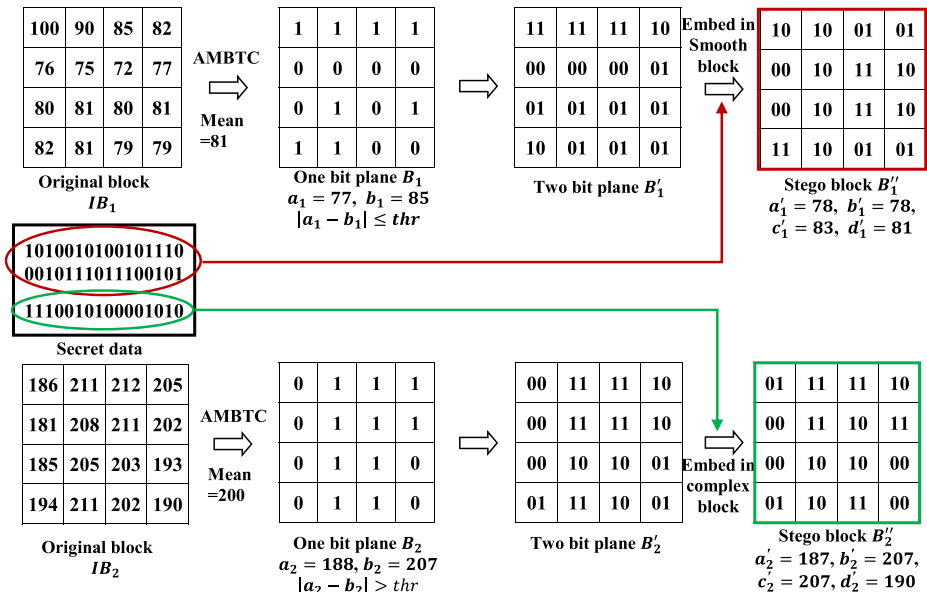 100 90 85 82
76 75 72 77
80 81 80 81
82 81 79 79
Original block
IB₁
AMBTC
Mean
=81
1 1 1 1
0 0 0 0
0 1 0 1
1 1 0 0
One bit plane B₁
a₁ = 77, b₁ = 85
|a₁ − b₁| ≤ thr
11 11 11 10
00 00 00 01
01 01 01 01
10 01 01 01
Two bit plane B′₁
Embed in
Smooth
block
10 10 01 01
00 10 11 10
00 10 11 10
11 10 01 01
Stego block B′′₁
a′₁ = 78, b′₁ = 78,
c′₁ = 83, d′₁ = 81
1010010100101110
0010111011100101
1110010100001010
Secret data
186 211 212 205
181 208 211 202
185 205 203 193
194 211 202 190
Original block
IB₂
AMBTC
Mean
=200
0 1 1 1
0 1 1 1
0 1 1 0
0 1 1 0
One bit plane B₂
a₂ = 188, b₂ = 207
|a₂ − b₂| > thr
00 11 11 10
00 11 11 10
00 10 10 01
01 11 10 01
Two bit plane B′₂
Embed in
complex
block
01 11 11 10
00 11 10 11
00 10 10 00
01 10 11 00
Stego block B′′₂
a′₂ = 187, b′₂ = 207,
c′₂ = 207, d′₂ = 190